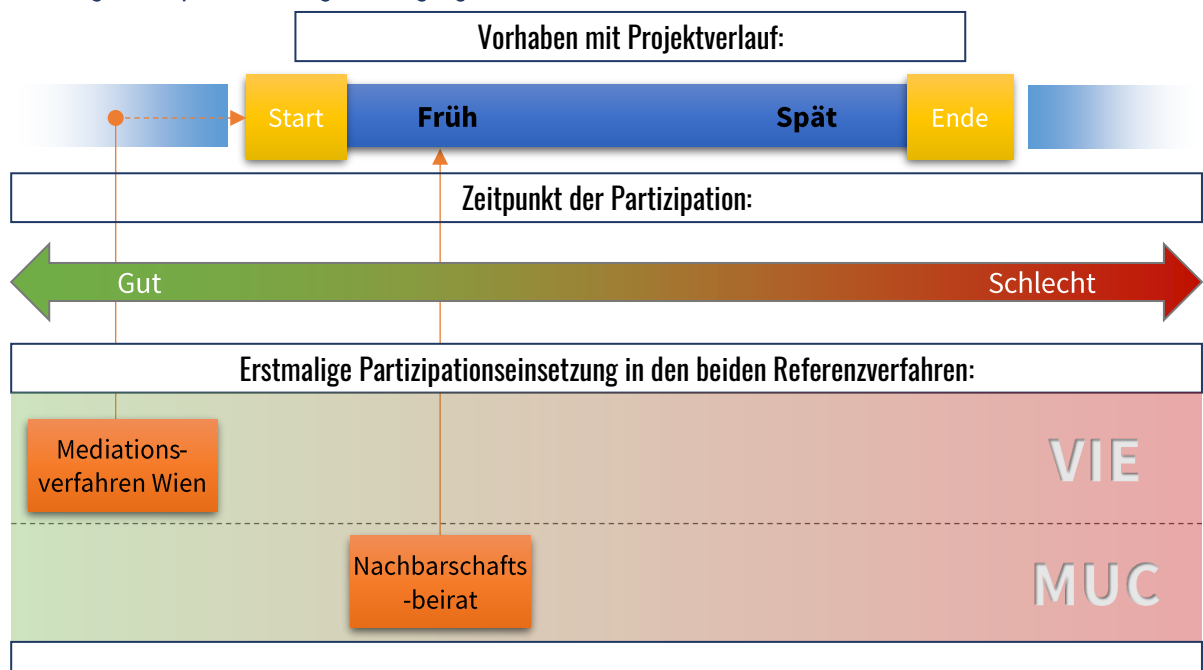 Vorhaben mit Projektverlauf:
Start
Früh
Spät
Ende
Zeitpunkt der Partizipation:
Gut
Schlecht
Erstmalige Partizipationseinsetzung in den beiden Referenzverfahren:
Mediations-
verfahren Wien
VIE
Nachbarschafts
-beirat
MUC